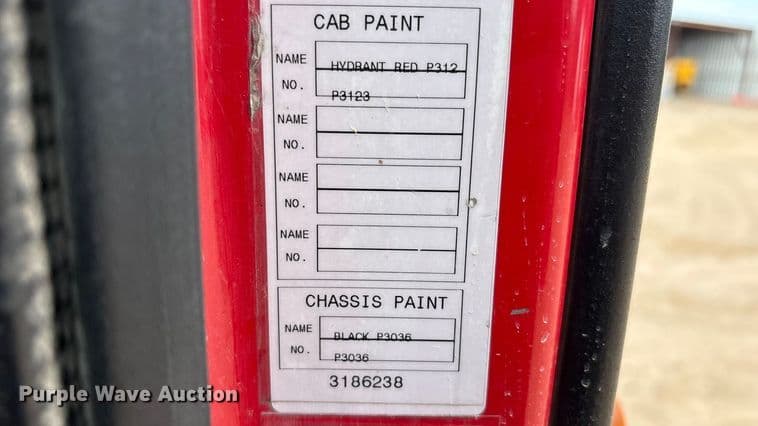 CAB PAINT
NAME HYDRANT RED P312
NO. P3123
NAME
NO.
NAME
NO.
NAME
NO.
CHASSIS PAINT
NAME BLACK P3036
NO. P3036
3186238
Purple Wave Auction